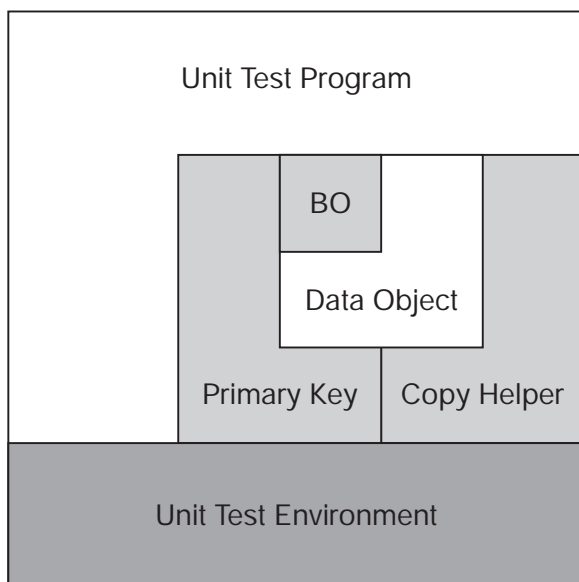 Unit Test Program
BO
Data Object
Primary Key
Copy Helper
Unit Test Environment